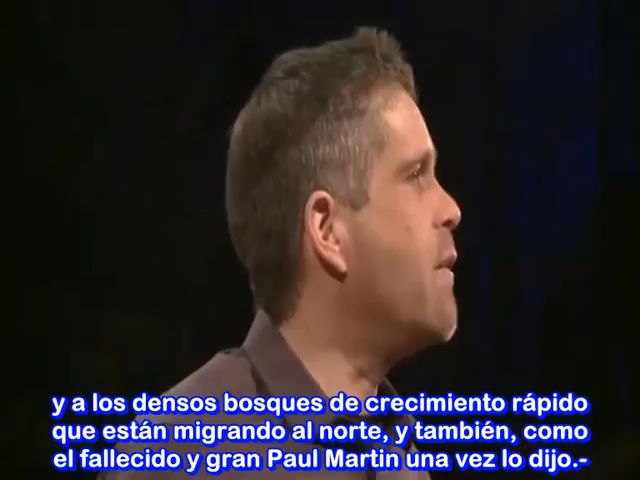 y a los densos bosques de crecimiento rápido
que están migrando al norte, y también, como
el fallecido y gran Paul Martin una vez lo dijo.-